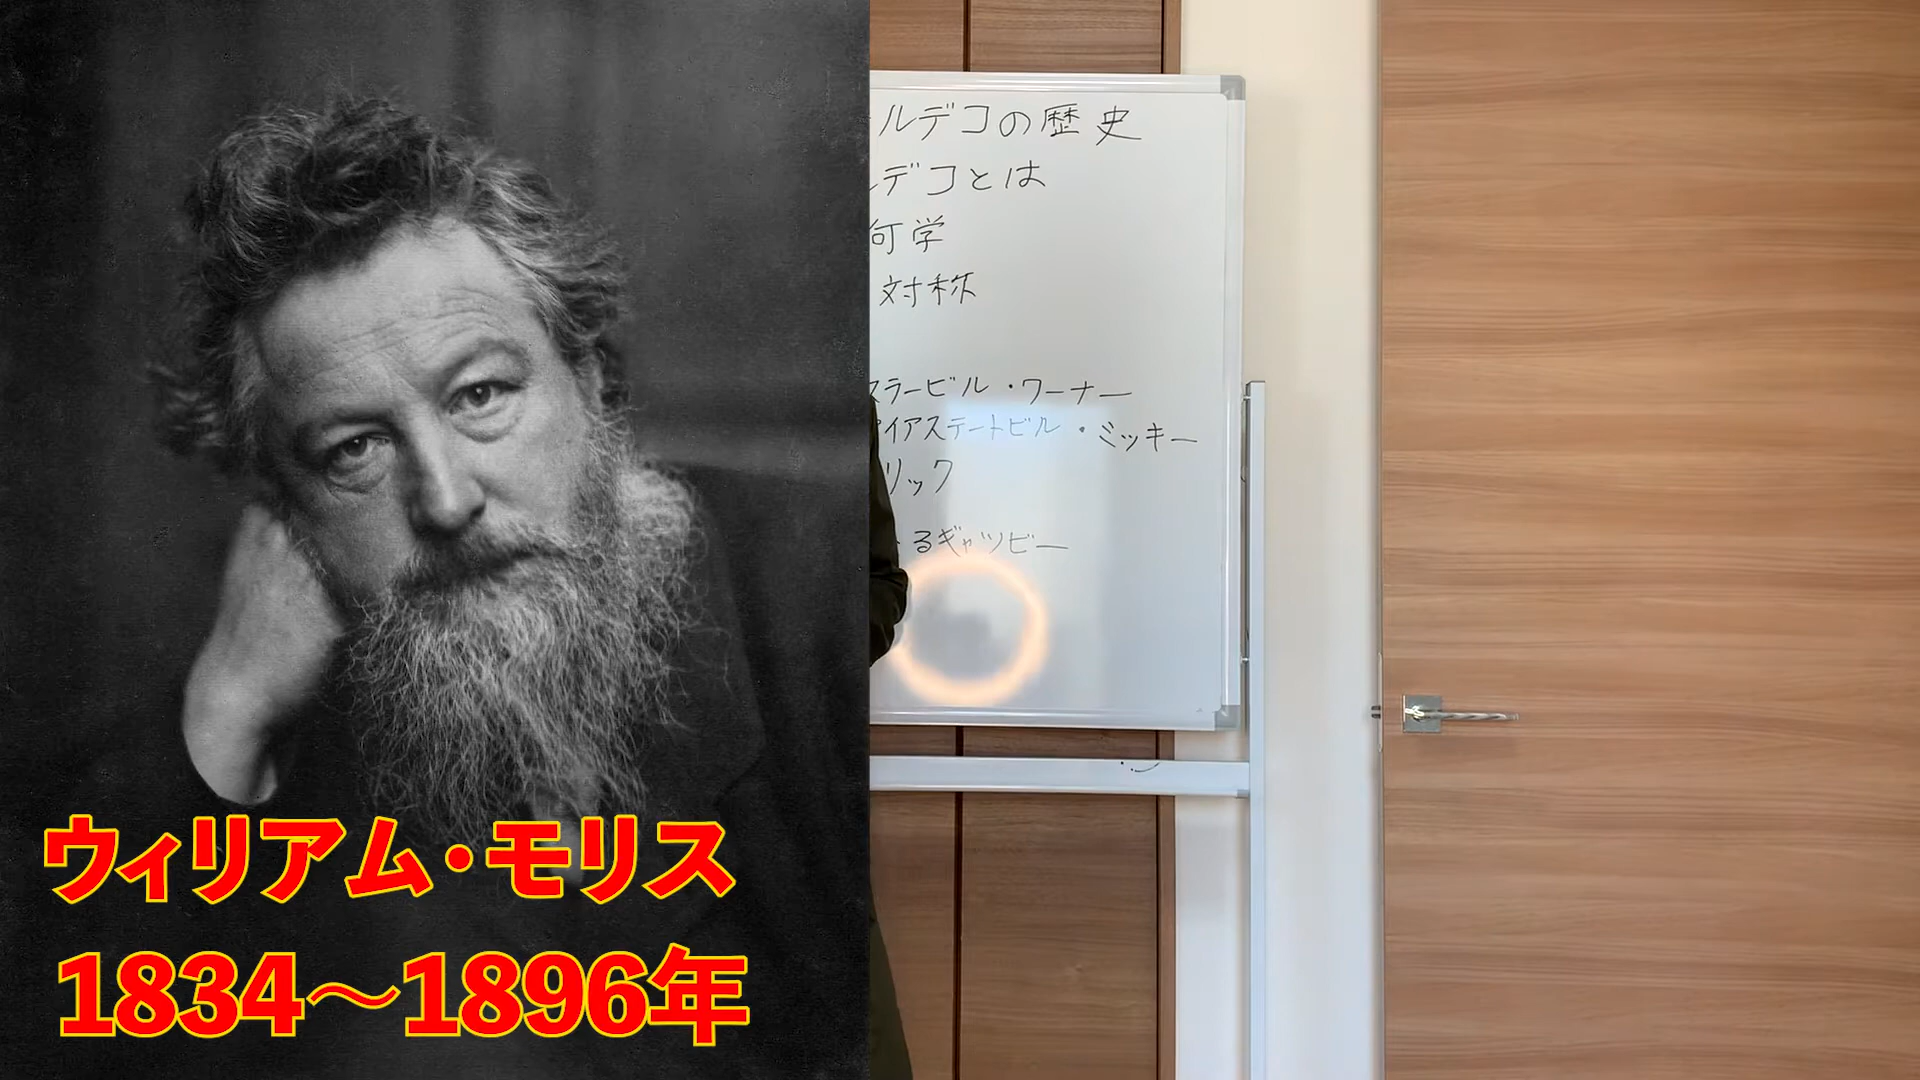 ルデコの歴史
デコとは
何学
対称
スラービル・ワーナー
イアステートビル・ミッキー
リック
るギャツビー
ウィリアム・モリス
1834〜1896年